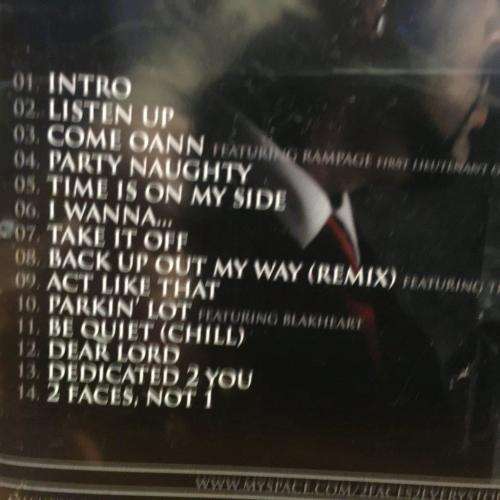 01. INTRO
02. LISTEN UP
03. COME OANN FEATURING RAMPAGE FIRST LIEUTENANT
04. PARTY NAUGHTY
05. TIME IS ON MY SIDE
06. I WANNA...
07. TAKE IT OFF
08. BACK UP OUT MY WAY (REMIX) FEATURING
09. ACT LIKE THAT
10. PARKIN' LOT FEATURING BLAKHEART
11. BE QUIET (CHILL)
12. DEAR LORD
13. DEDICATED 2 YOU
14. 2 FACES, NOT 1